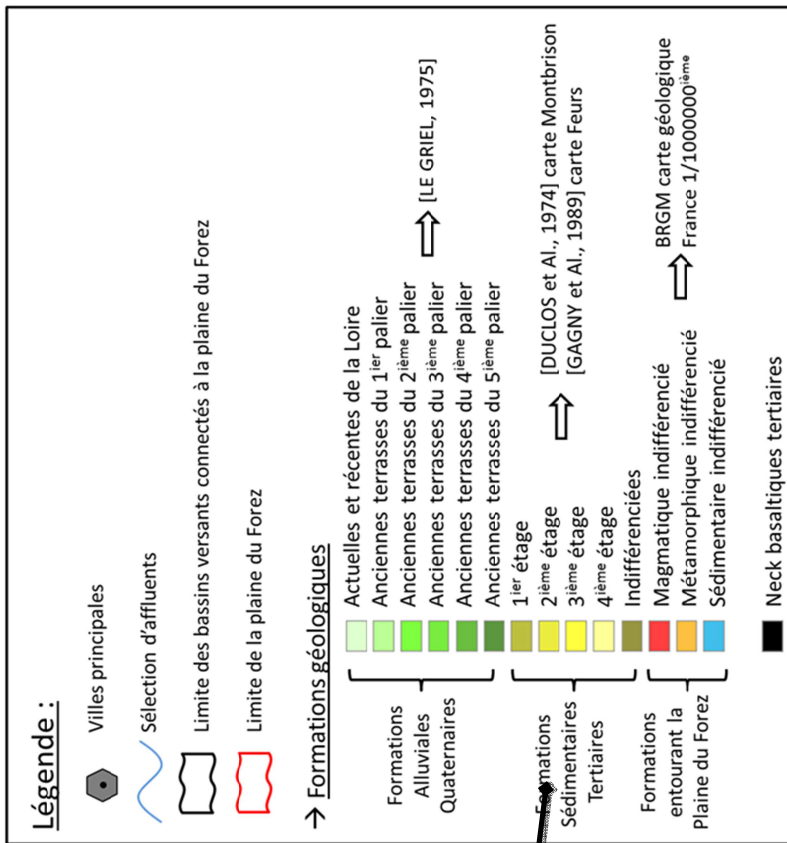 Légende :
Villes principales
Sélection d'affluents
Limite des bassins versants connectés à la plaine du Forez
Limite de la plaine du Forez
→ Formations géologiques
Formations
Alluviales
Quaternaires
Actuelles et récentes de la Loire
Anciennes terrasses du 1ier palier
Anciennes terrasses du 2ième palier
Anciennes terrasses du 3ième palier
Anciennes terrasses du 4ième palier
Anciennes terrasses du 5ième palier
[LE GRIEL, 1975]
Formations
Sédimentaires
Tertiaires
1ier étage
2ième étage
3ième étage
4ième étage
Indifférenciées
[DUCLOS et Al., 1974] carte Montbrison
[GAGNY et Al., 1989] carte Feurs
Formations
entourant la
Plaine du Forez
Magmatique indifférencié
Métamorphique indifférencié
Sédimentaire indifférencié
BRGM carte géologique
France 1/1000000ième
Neck basaltiques tertiaires